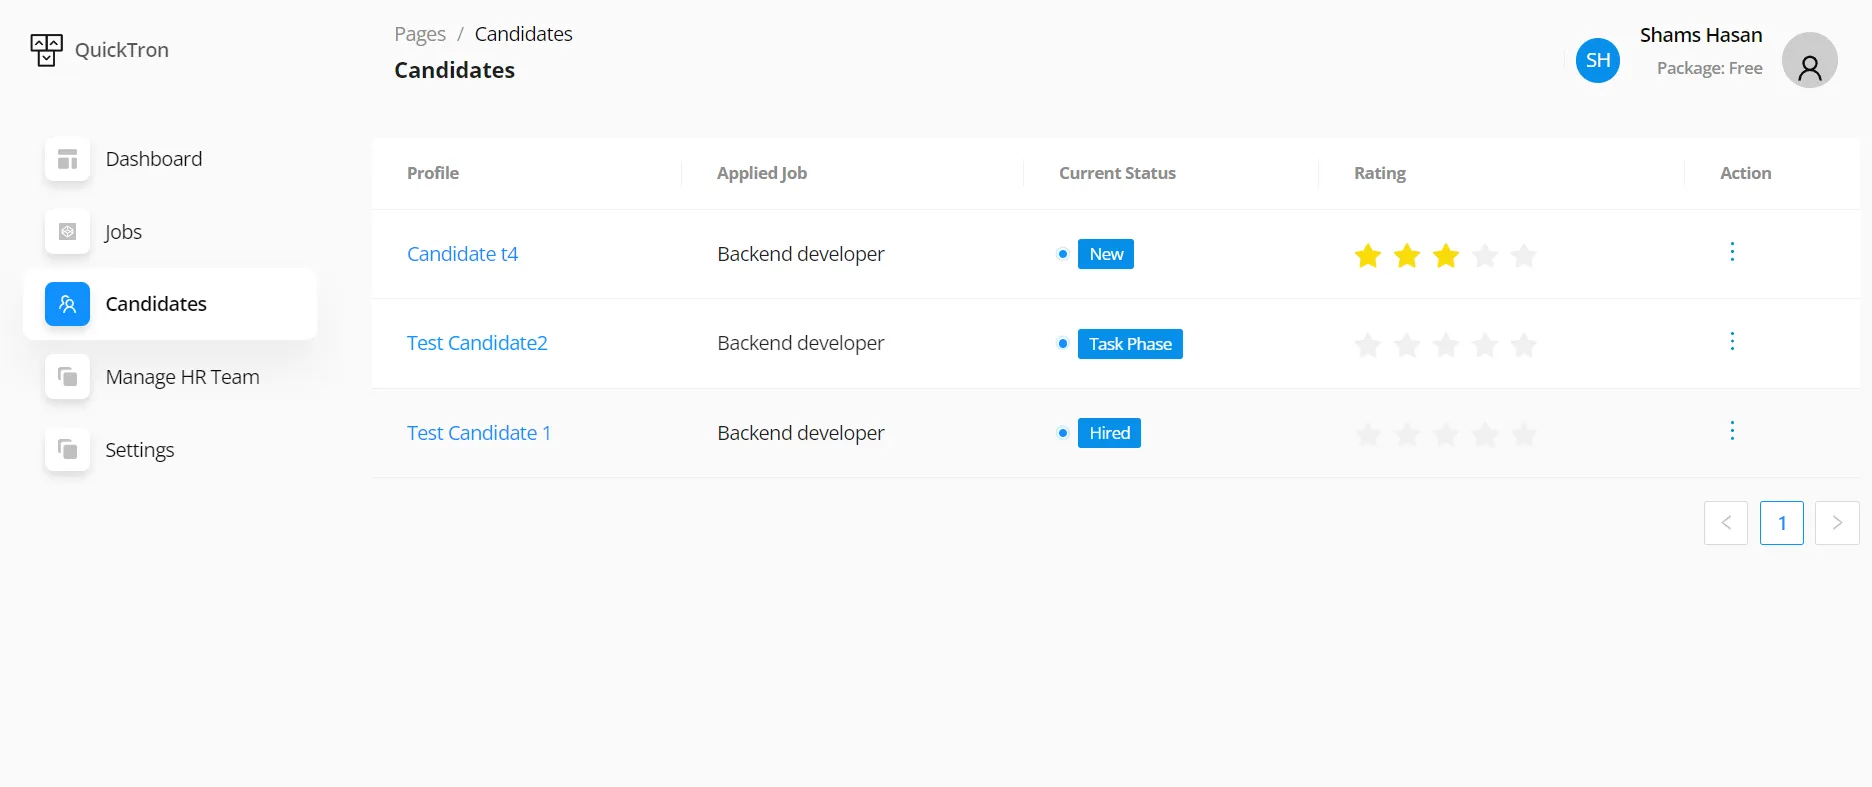 QuickTron
Pages / Candidates
Candidates
SH
Shams Hasan
Package: Free
Dashboard
Jobs
Candidates
Manage HR Team
Settings
Profile Applied Job Current Status Rating Action
Candidate t4 Backend developer New
Test Candidate2 Backend developer Task Phase
Test Candidate 1 Backend developer Hired
1